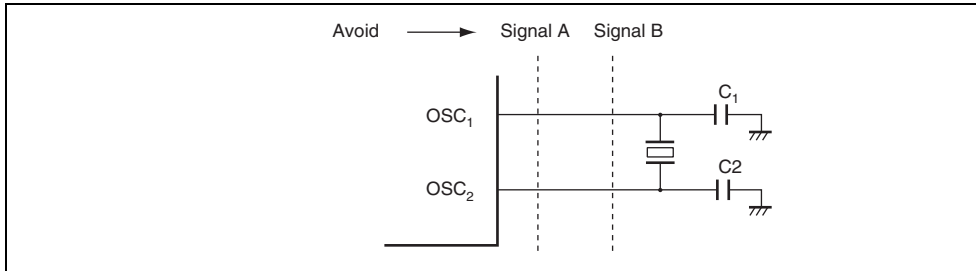 Avoid Signal A Signal B
C₁
OSC₁
C2
OSC₂